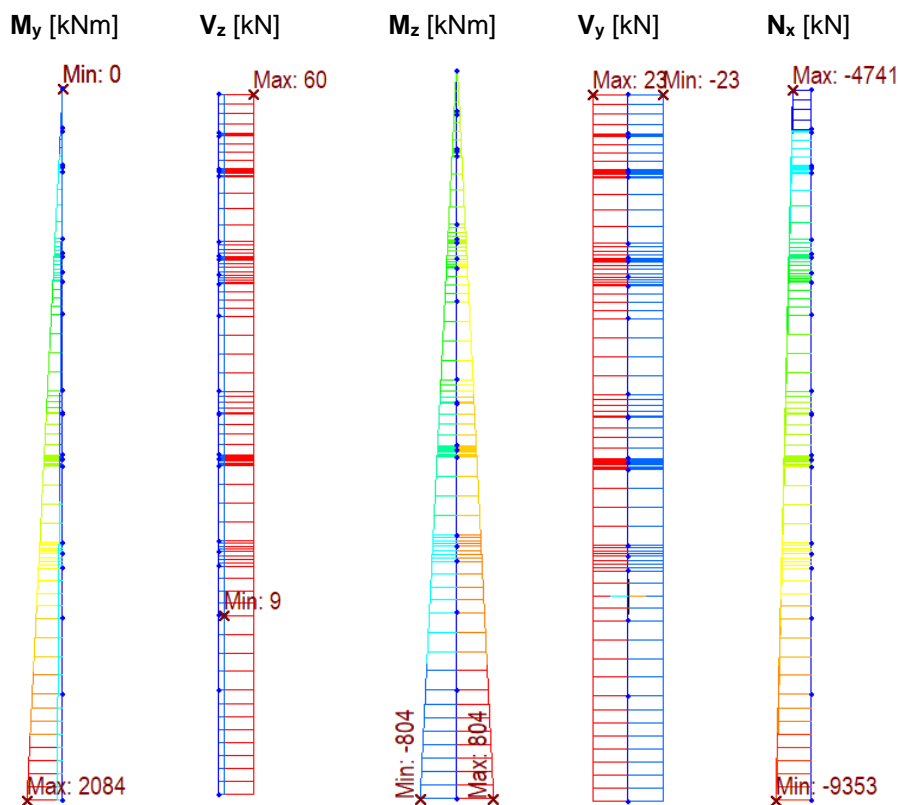 My [kNm] Vz [kN] Mz [kNm] Vy [kN] Nx [kN]
Min: 0 Max: 60 Max: 23 Min: -23 Max: -4741
Min: 9
Min: -804
Max: 804
Max: 2084 Min: -9353